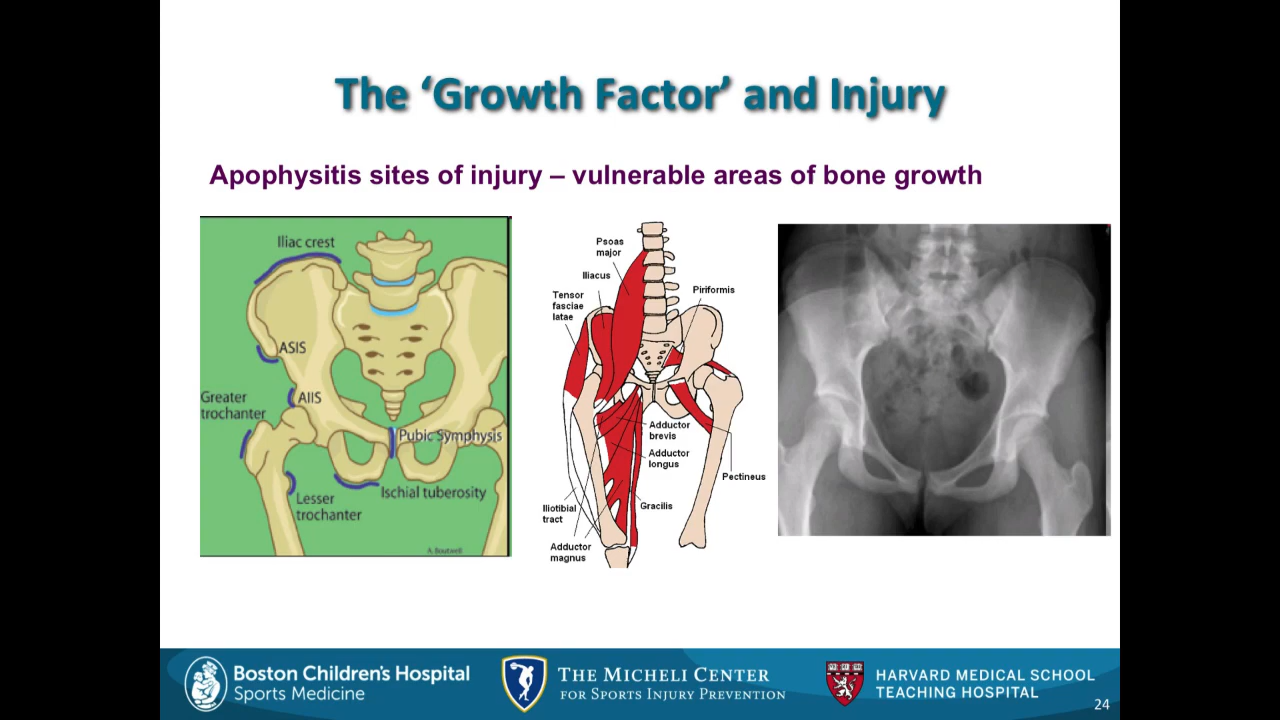 The ‘Growth Factor’ and Injury
Apophysitis sites of injury – vulnerable areas of bone growth
Iliac crest
ASIS
AIIS
Greater
trochanter
Pubic Symphysis
Ischial tuberosity
Lesser
trochanter
A. Boutwell
Psoas
major
Iliacus
Tensor
fasciae
latae
Piriformis
Adductor
brevis
Adductor
longus
Pectineus
Gracilis
Iliotibial
tract
Adductor
magnus
Boston Children's Hospital
Sports Medicine
THE MICHELI CENTER
FOR SPORTS INJURY PREVENTION
HARVARD MEDICAL SCHOOL
TEACHING HOSPITAL
24